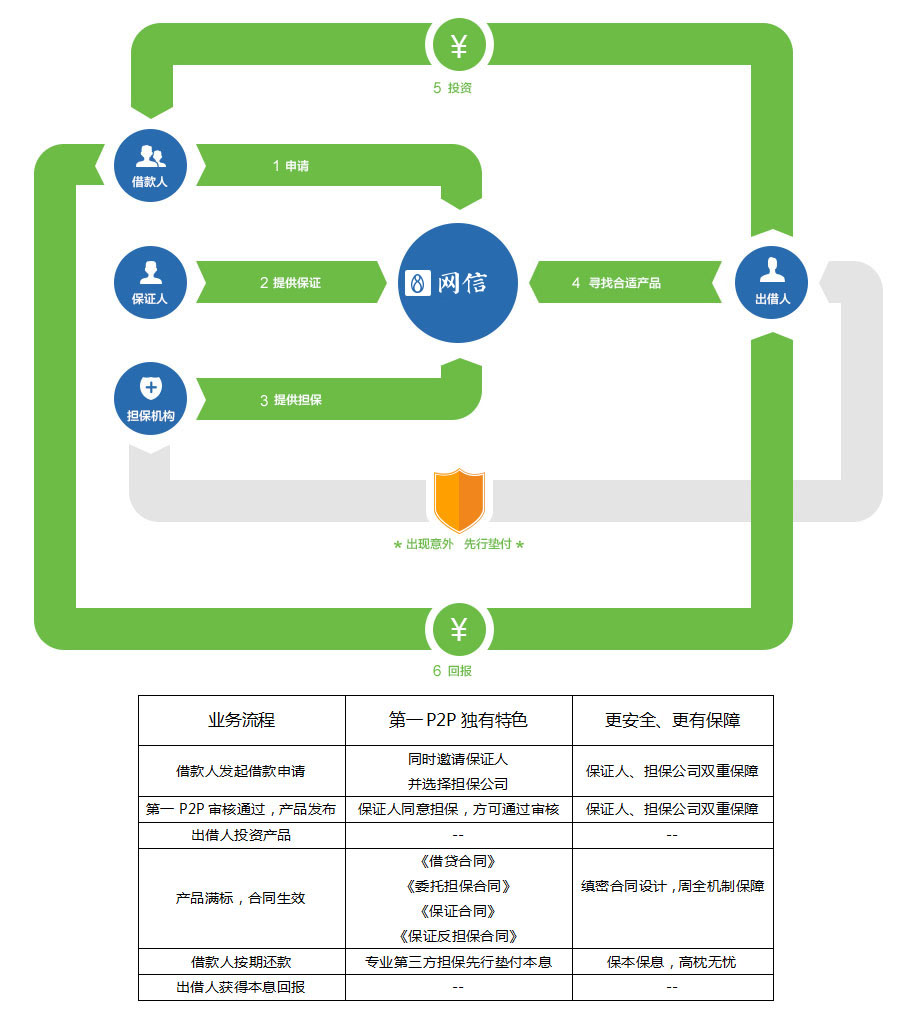 ¥
5 投资
借款人
1 申请
保证人
2 提供保证
网信
4 寻找合适产品
出借人
担保机构
3 提供担保
* 出现意外 先行垫付 *
¥
6 回报
业务流程
第一 P2P 独有特色
更安全、更有保障
借款人发起借款申请
同时邀请保证人
并选择担保公司
保证人、担保公司双重保障
第一 P2P 审核通过，产品发布
保证人同意担保，方可通过审核
保证人、担保公司双重保障
出借人投资产品
--
--
产品满标，合同生效
《借贷合同》
《委托担保合同》
《保证合同》
《保证反担保合同》
缜密合同设计，周全机制保障
借款人按期还款
专业第三方担保先行垫付本息
保本保息，高枕无忧
出借人获得本息回报
--
--